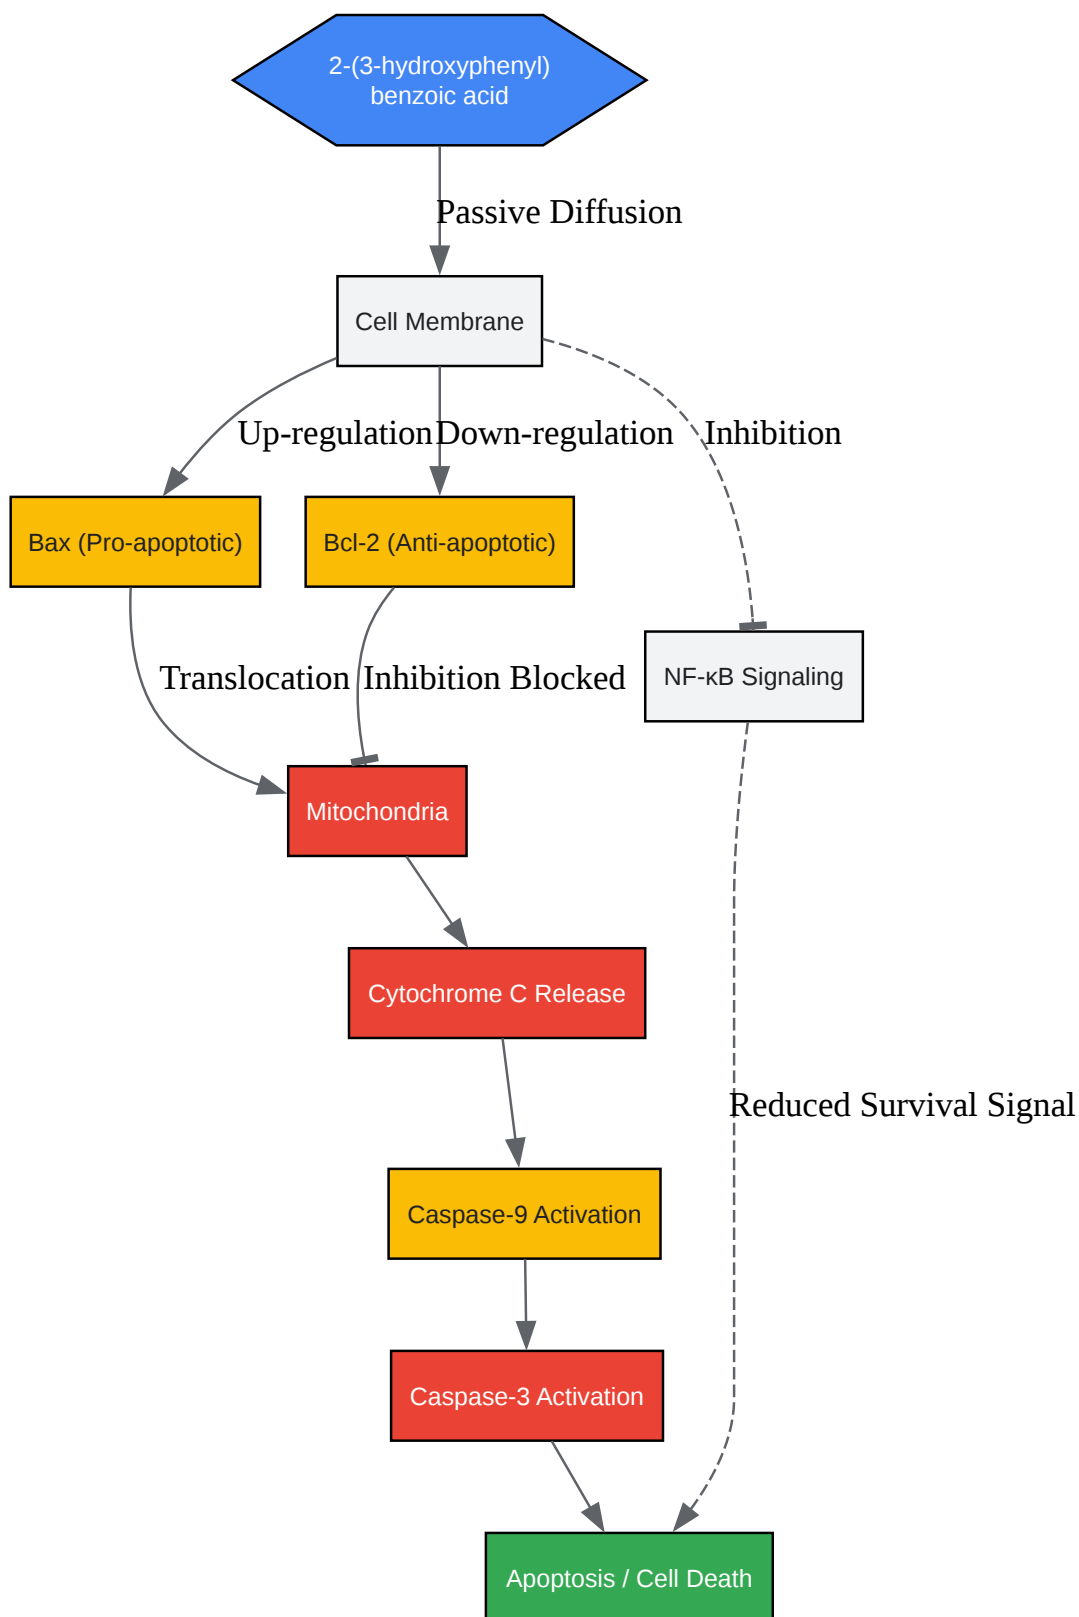 2-(3-hydroxyphenyl)
benzoic acid
Passive Diffusion
Cell Membrane
Up-regulation
Down-regulation
Inhibition
Bax (Pro-apoptotic)
Bcl-2 (Anti-apoptotic)
Translocation
Inhibition Blocked
NF-κB Signaling
Mitochondria
Cytochrome C Release
Reduced Survival Signal
Caspase-9 Activation
Caspase-3 Activation
Apoptosis / Cell Death